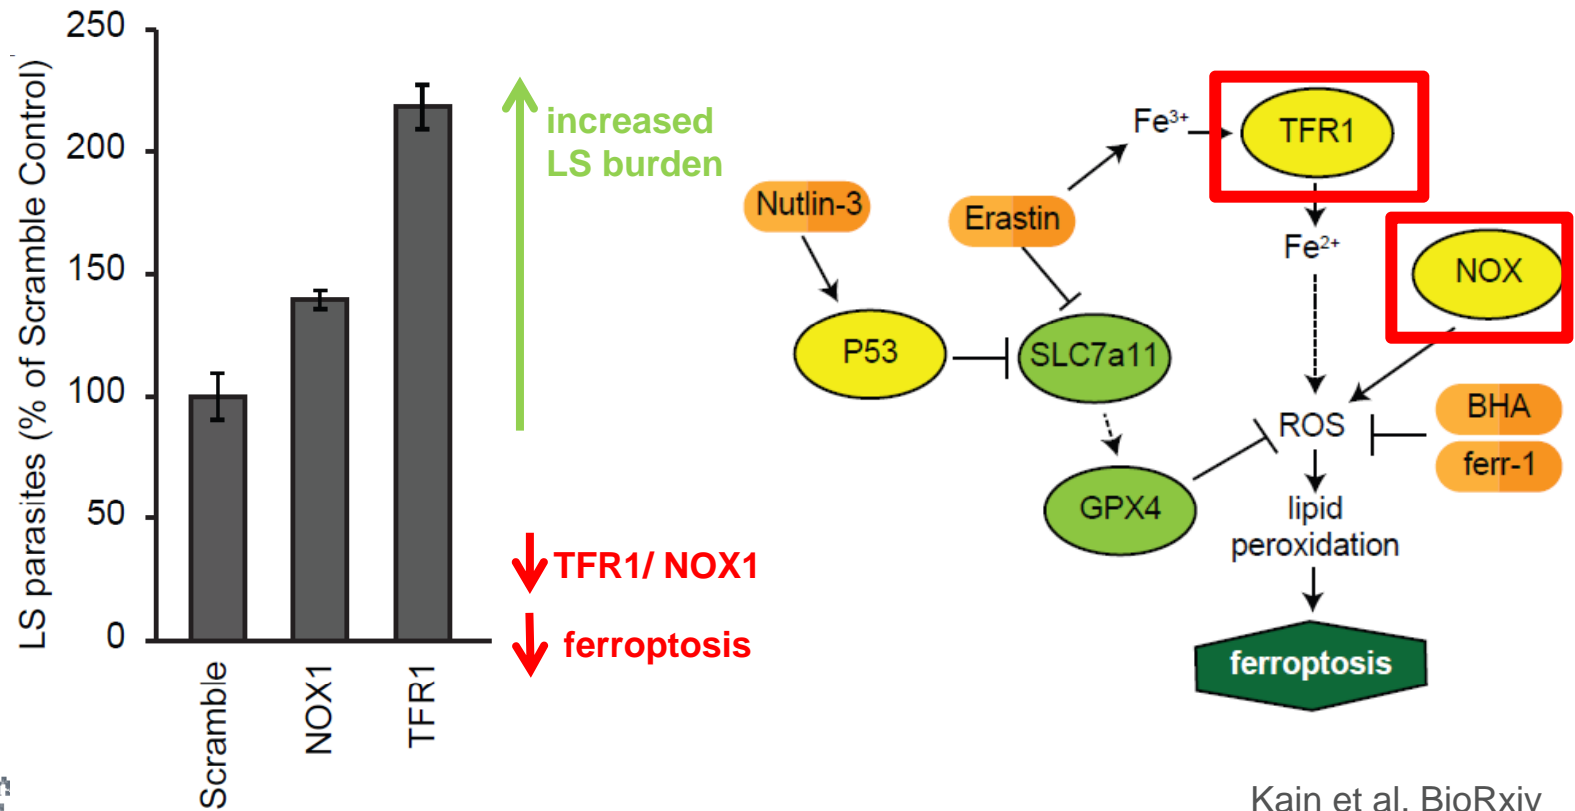 LS parasites (% of Scramble Control)
250
200
150
100
50
0
Scramble
NOX1
TFR1
increased
LS burden
TFR1/ NOX1
ferroptosis
Fe³⁺
TFR1
Nutlin-3
Erastin
Fe²⁺
NOX
P53
SLC7a11
BHA
ROS
ferr-1
GPX4
lipid
peroxidation
ferroptosis
Kain et al. BioRxiv